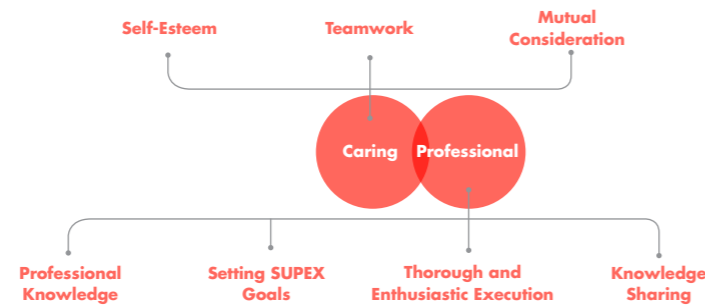 Self-Esteem
Teamwork
Mutual
Consideration
Caring
Professional
Professional
Knowledge
Setting SUPEX
Goals
Thorough and
Enthusiastic Execution
Knowledge
Sharing